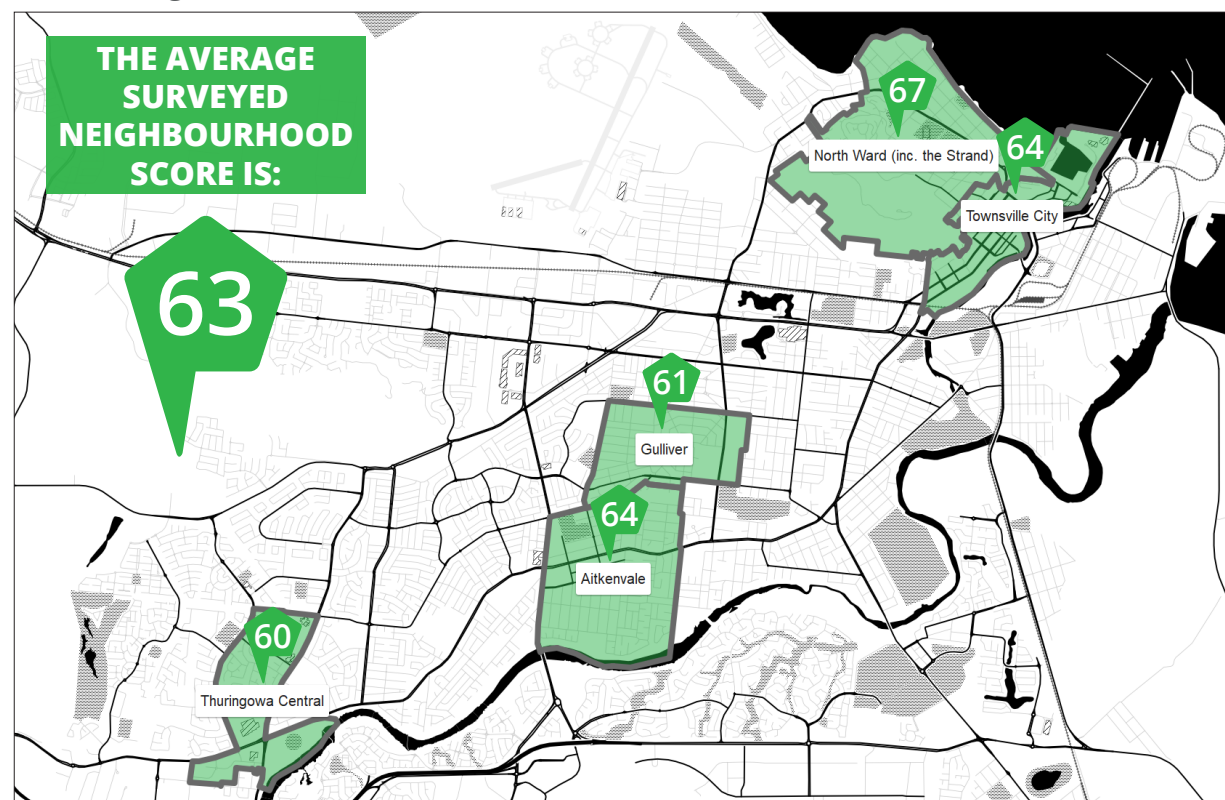 THE AVERAGE
SURVEYED
NEIGHBOURHOOD
SCORE IS:
63
67
North Ward (inc. the Strand)
64
Townsville City
61
Gulliver
64
Aitkenvale
60
Thuringowa Central